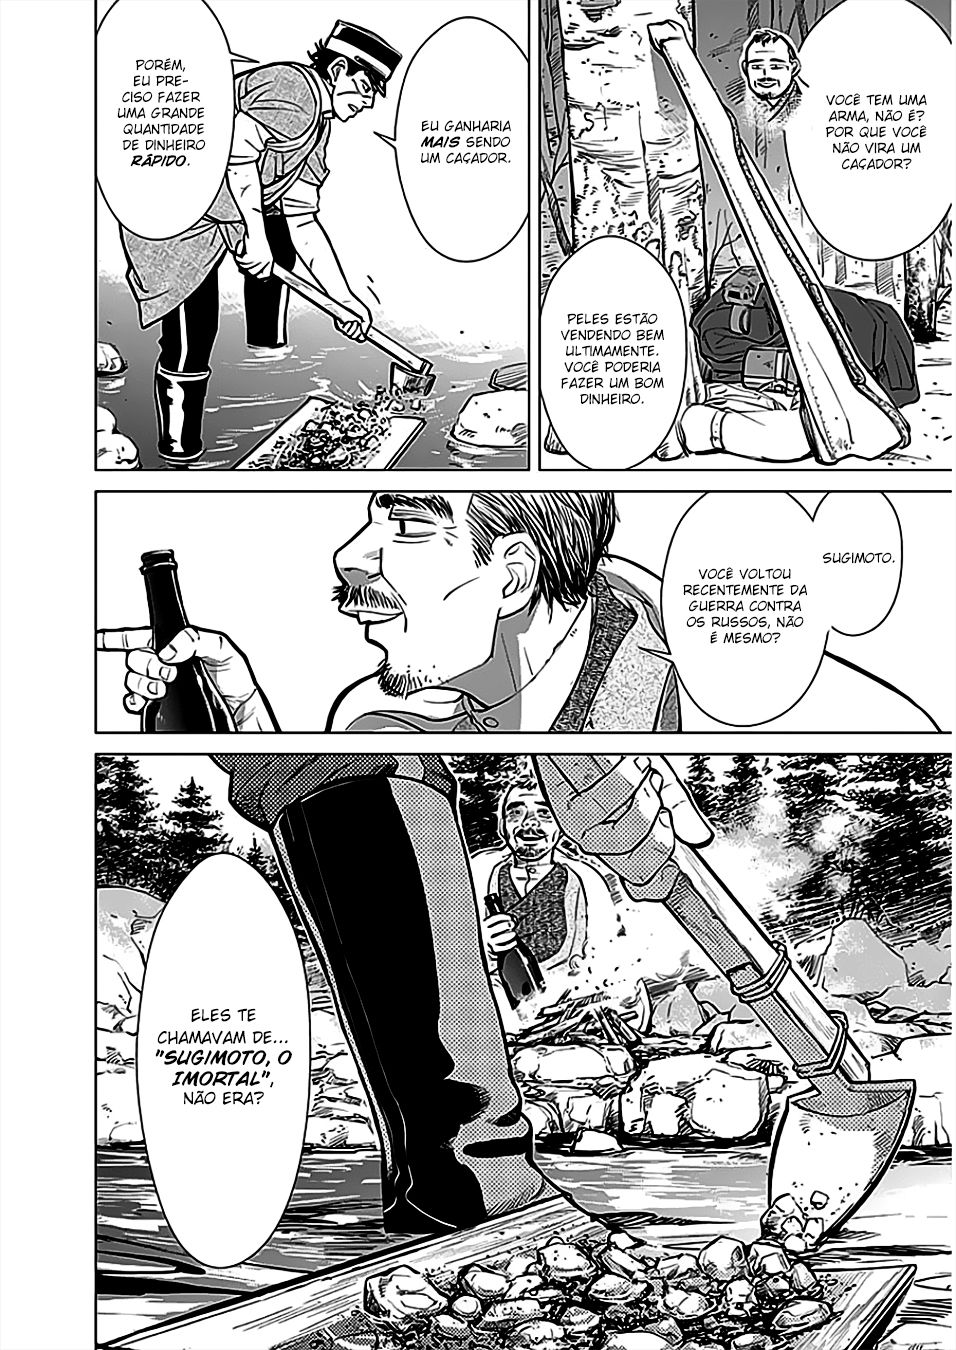 VOCÊ TEM UMA
ARMA, NÃO É?
POR QUE VOCÊ
NÃO VIRA UM
CAÇADOR?
PELES ESTÃO
VENDENDO BEM
ULTIMAMENTE.
VOCÊ PODERIA
FAZER UM BOM
DINHEIRO.
EU GANHARIA
MAIS SENDO
UM CAÇADOR.
PORÉM,
EU PRE-
CISO FAZER
UMA GRANDE
QUANTIDADE
DE DINHEIRO
RÁPIDO.
SUGIMOTO.
VOCÊ VOLTOU
RECENTEMENTE DA
GUERRA CONTRA
OS RUSSOS, NÃO
É MESMO?
ELES TE
CHAMAVAM DE...
"SUGIMOTO, O
IMORTAL",
NÃO ERA?